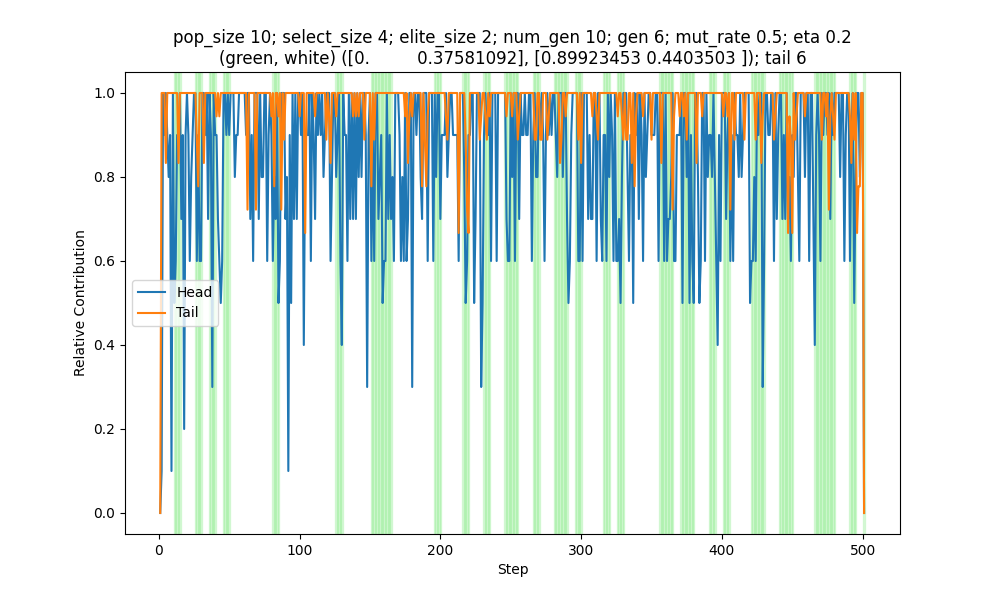 pop_size 10; select_size 4; elite_size 2; num_gen 10; gen 6; mut_rate 0.5; eta 0.2
(green, white) ([0.         0.37581092], [0.89923453 0.4403503 ]); tail 6
1.0
0.8
0.6
0.4
0.2
0.0
Relative Contribution
Head
Tail
0
100
200
300
400
500
Step